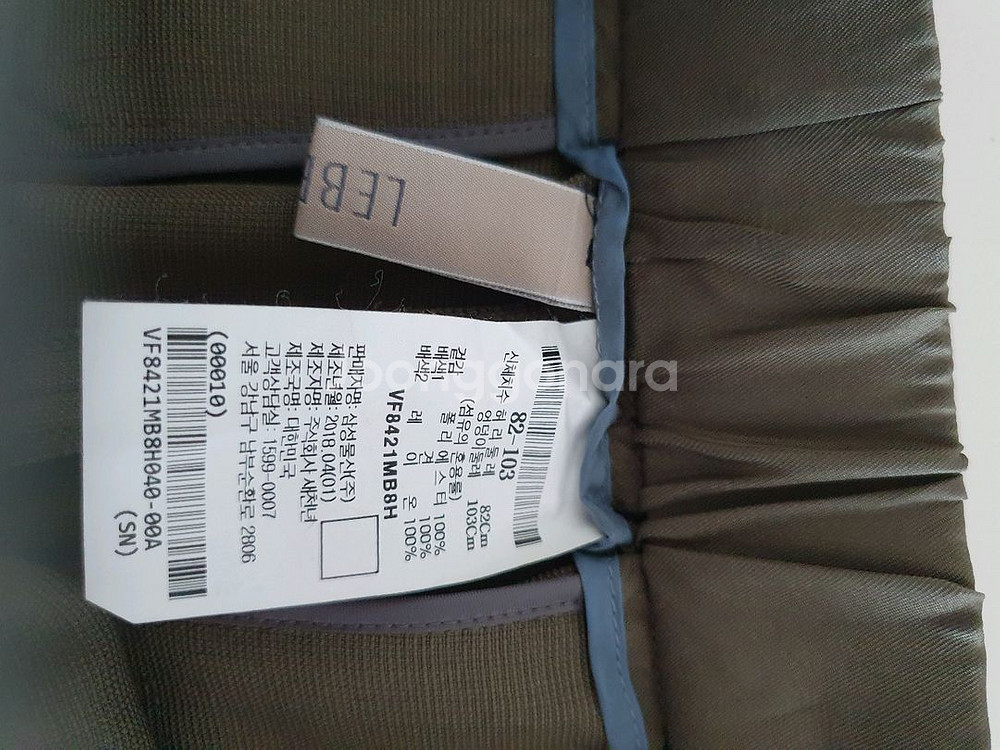 LEB
신체치수 82-103
허리둘레 82Cm
엉덩이둘레 103Cm
(섬유의 혼용률)
겉감 폴리에스터 100%
배색1 견 100%
배색2 레이온 100%
VF8421MB8H
판매자명: 삼성물산(주)
제조년월: 2018.04(01)
제조자명: 주식회사 새천년
제조국명: 대한민국
고객상담실: 1599-0007
서울 강남구 남부순환로 2806
(00010)
VF8421MB8H040-00A
(SN)